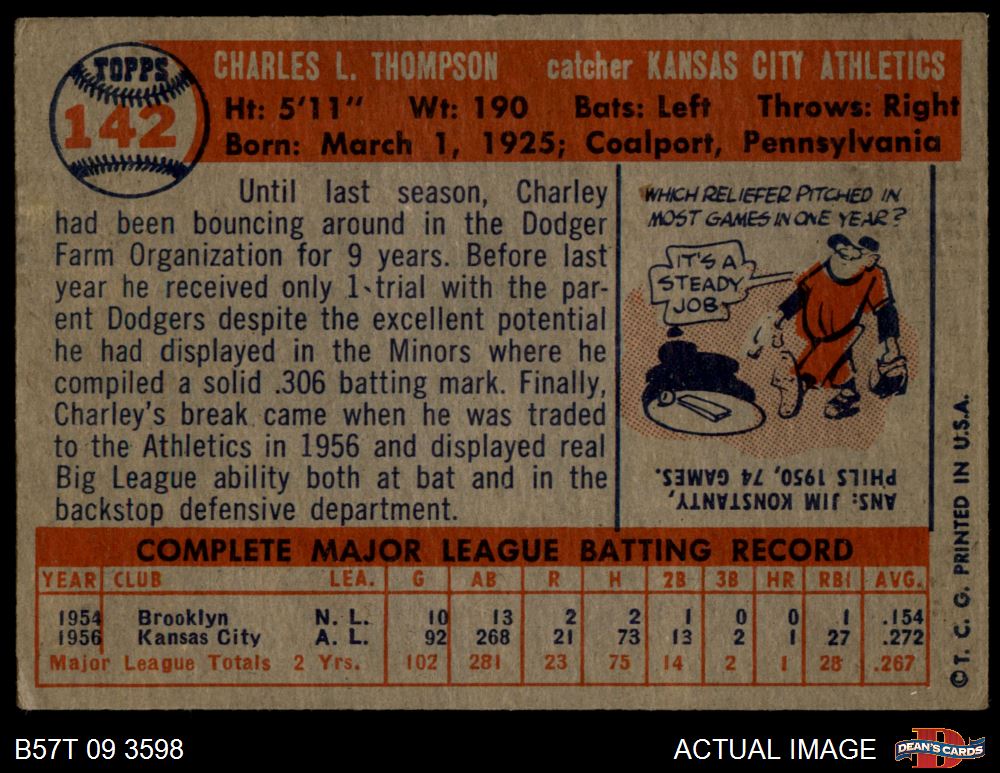 TOPPS
142
CHARLES L. THOMPSON catcher KANSAS CITY ATHLETICS
Ht: 5'11" Wt: 190 Bats: Left Throws: Right
Born: March 1, 1925; Coalport, Pennsylvania
Until last season, Charley
had been bouncing around in the Dodger
Farm Organization for 9 years. Before last
year he received only 1 trial with the par-
ent Dodgers despite the excellent potential
he had displayed in the Minors where he
compiled a solid .306 batting mark. Finally,
Charley's break came when he was traded
to the Athletics in 1956 and displayed real
Big League ability both at bat and in the
backstop defensive department.
WHICH RELIEFER PITCHED IN
MOST GAMES IN ONE YEAR?
IT'S A
STEADY
JOB
ANS: JIM KONSTANTY,
PHILS 1950, 74 GAMES.
COMPLETE MAJOR LEAGUE BATTING RECORD
YEAR CLUB LEA. G AB R H 2B 3B HR RBI AVG.
1954 Brooklyn N. L. 10 13 2 2 1 0 0 1 .154
1956 Kansas City A. L. 92 268 21 73 13 2 1 27 .272
Major League Totals 2 Yrs. 102 281 23 75 14 2 1 28 .267
©T. C. G. PRINTED IN U.S.A.
B57T 09 3598
ACTUAL IMAGE
DEAN'S CARDS